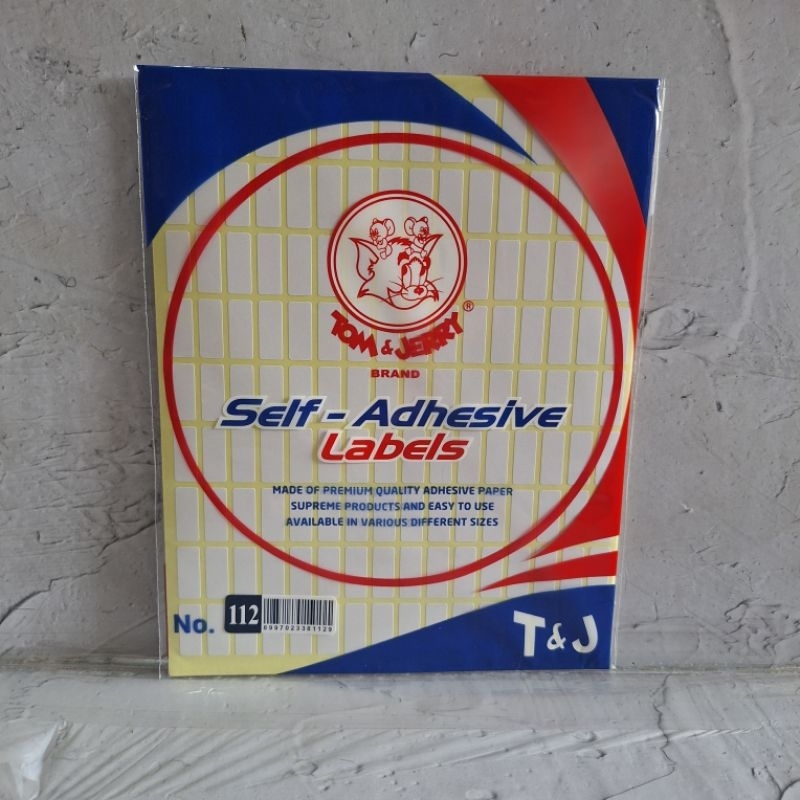 TOM & JERRY ®
BRAND
Self - Adhesive
Labels
MADE OF PREMIUM QUALITY ADHESIVE PAPER
SUPREME PRODUCTS AND EASY TO USE
AVAILABLE IN VARIOUS DIFFERENT SIZES
No. 112
8997023381129
T & J